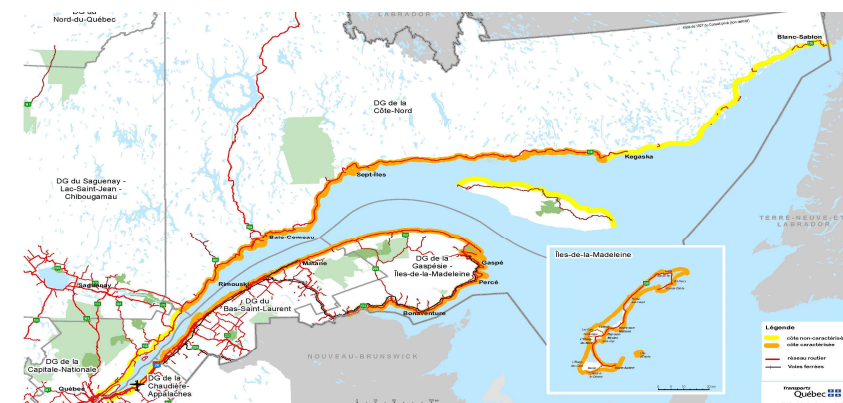 LABRADOR
DG du
Nord-du-Québec
Blanc-Sablon
DG de la
Côte-Nord
Kegaska
Sept-Îles
DG du Saguenay -
Lac-Saint-Jean -
Chibougamau
TERRE-NEUVE-ET-
LABRADOR
Baie-Comeau
Îles-de-la-Madeleine
Matane
DG de la
Gaspésie -
Îles-de-la-Madeleine
Gaspé
Percé
Saguenay
Rimouski
DG du
Bas-Saint-Laurent
Bonaventure
NOUVEAU-BRUNSWICK
DG de la
Capitale-Nationale
Québec
DG de la
Chaudière-
Appalaches
Légende
côte non-caractérisé
côte caractérisée
réseau routier
Voies ferrées
Transports
Québec